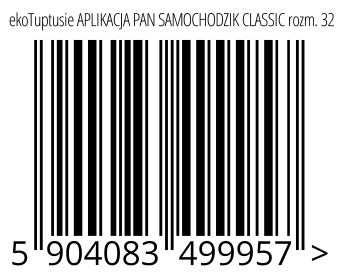 ekoTuptusie APLIKACJA PAN SAMOCHODZIK CLASSIC rozm. 32
5 904083 499957 >